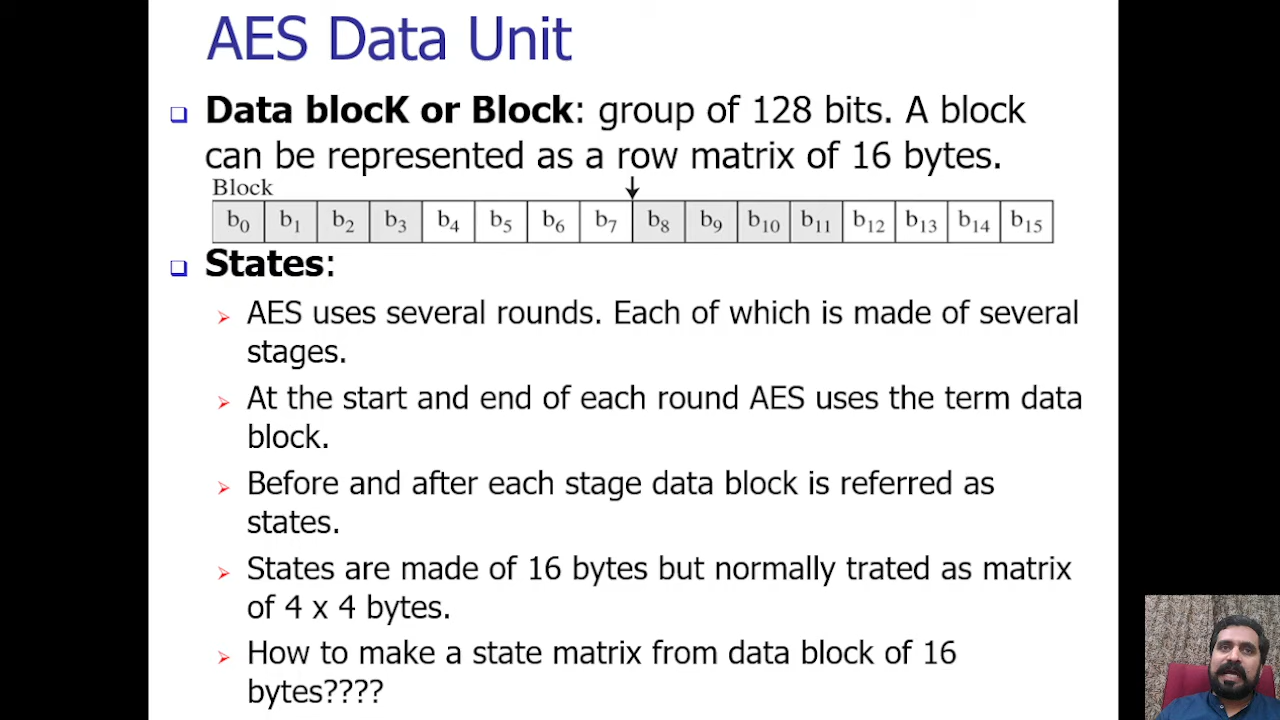 AES Data Unit
Data blocK or Block: group of 128 bits. A block
can be represented as a row matrix of 16 bytes.
Block
b0 b1 b2 b3 b4 b5 b6 b7 b8 b9 b10 b11 b12 b13 b14 b15
States:
AES uses several rounds. Each of which is made of several
stages.
At the start and end of each round AES uses the term data
block.
Before and after each stage data block is referred as
states.
States are made of 16 bytes but normally trated as matrix
of 4 x 4 bytes.
How to make a state matrix from data block of 16
bytes????